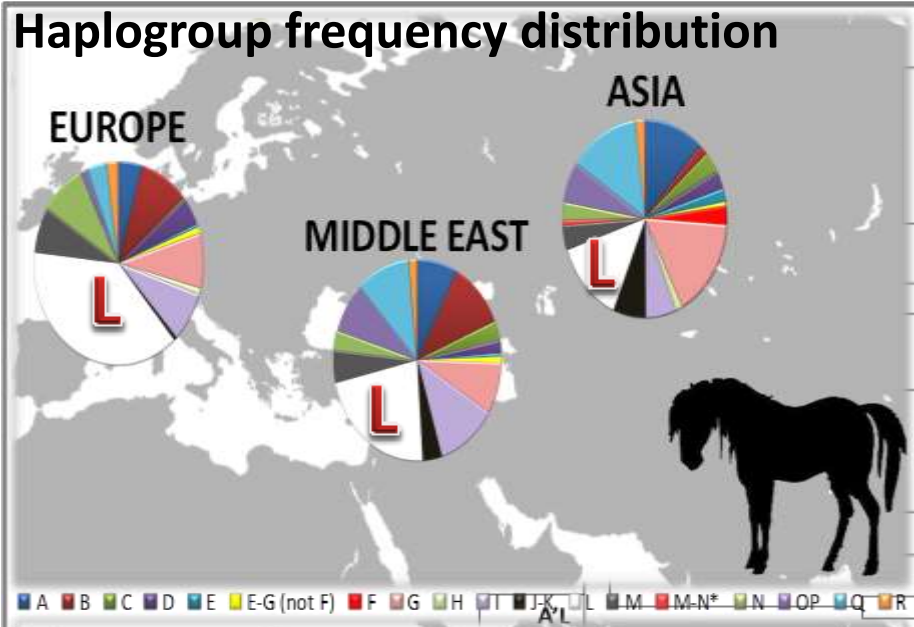 Haplogroup frequency distribution
ASIA
EUROPE
MIDDLE EAST
L
L
L
A B C D E E-G (not F) F G H I J-K L M M-N* N OP Q R
A'L